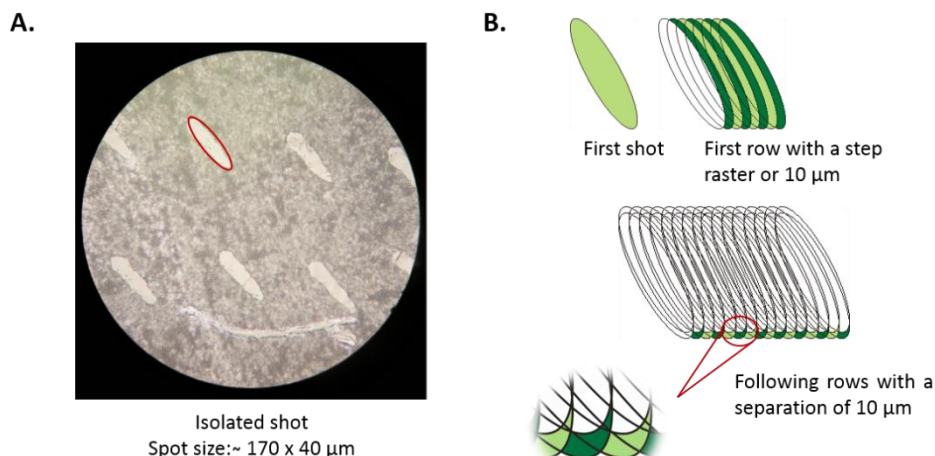 A.
Isolated shot
Spot size:~ 170 x 40 µm
B.
First shot
First row with a step
raster or 10 µm
Following rows with a
separation of 10 µm